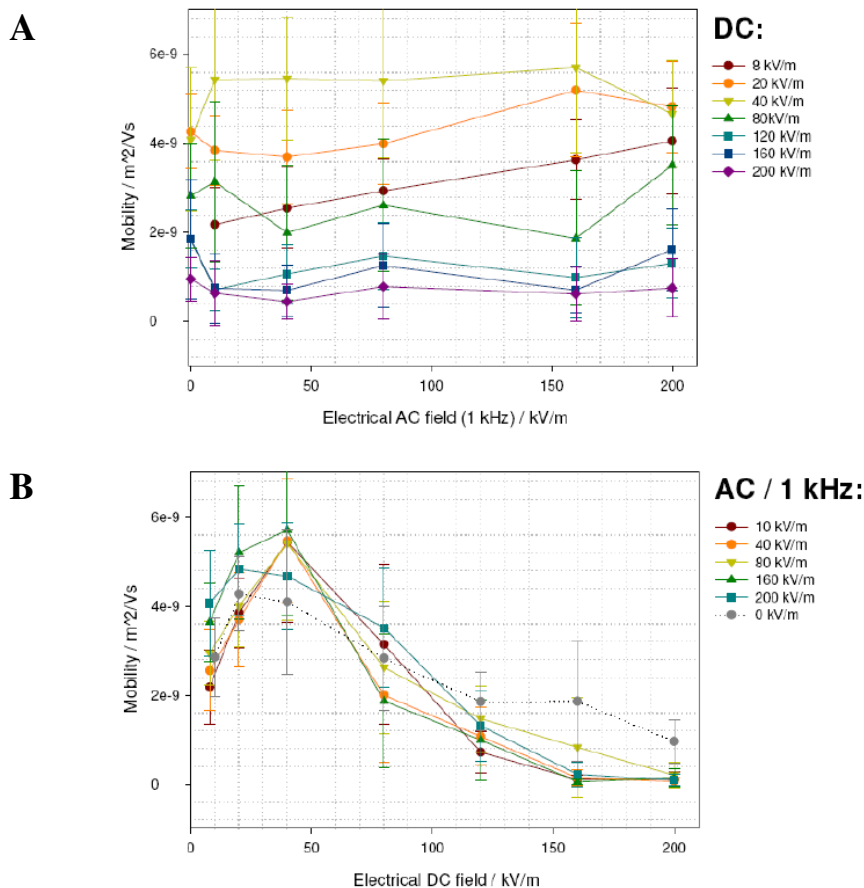 A
DC:
8 kV/m
20 kV/m
40 kV/m
80kV/m
120 kV/m
160 kV/m
200 kV/m
Mobility / m^2/Vs
6e-9
4e-9
2e-9
0
0 50 100 150 200
Electrical AC field (1 kHz) / kV/m
B
AC / 1 kHz:
10 kV/m
40 kV/m
80 kV/m
160 kV/m
200 kV/m
0 kV/m
Mobility / m^2/Vs
6e-9
4e-9
2e-9
0
0 50 100 150 200
Electrical DC field / kV/m